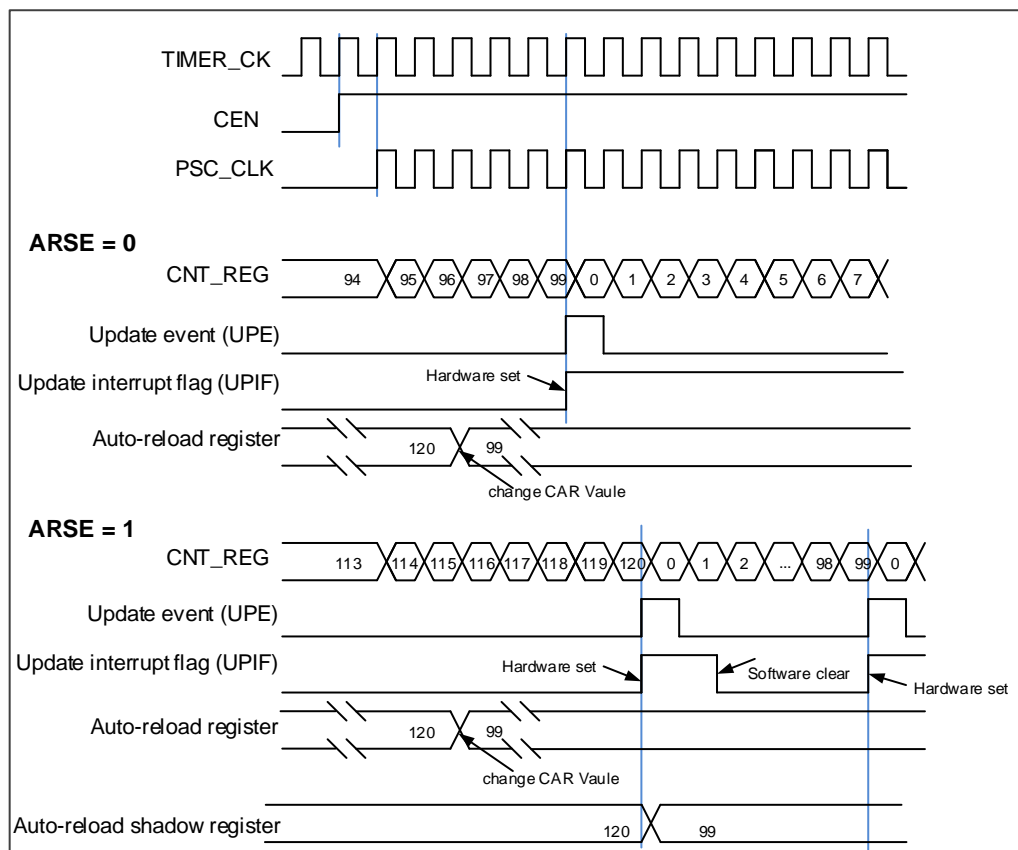 TIMER_CK
CEN
PSC_CLK
ARSE = 0
CNT_REG 94 95 96 97 98 99 0 1 2 3 4 5 6 7
Update event (UPE)
Update interrupt flag (UPIF) Hardware set
Auto-reload register 120 99
change CAR Vaule
ARSE = 1
CNT_REG 113 114 115 116 117 118 119 120 0 1 2 ... 98 99 0
Update event (UPE)
Update interrupt flag (UPIF) Hardware set Software clear Hardware set
Auto-reload register 120 99
change CAR Vaule
Auto-reload shadow register 120 99